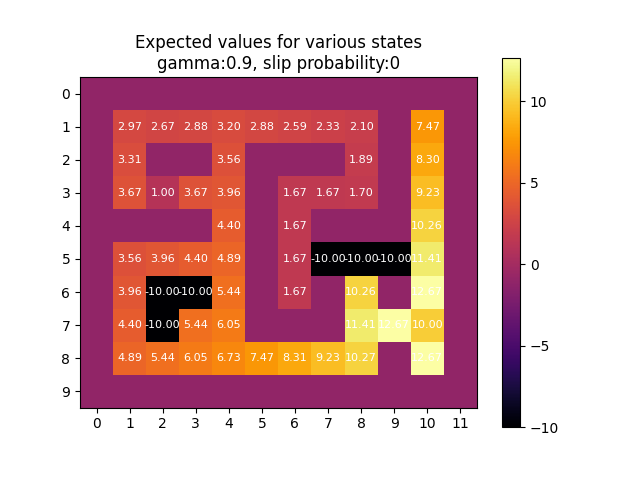 Expected values for various states
gamma:0.9, slip probability:0
0
1 2.97 2.67 2.88 3.20 2.88 2.59 2.33 2.10 7.47 10
2 3.31 3.56 1.89 8.30
3 3.67 1.00 3.67 3.96 1.67 1.67 1.70 9.23 5
4 4.40 1.67 10.26
5 3.56 3.96 4.40 4.89 1.67 -10.00 -10.00 -10.00 11.41 0
6 3.96 -10.00 -10.00 5.44 1.67 10.26
7 4.40 -10.00 5.44 6.05 11.41 12.67 10.00 −5
8 4.89 5.44 6.05 6.73 7.47 8.31 9.23 10.27 12.67
9
0 1 2 3 4 5 6 7 8 9 10 11 −10